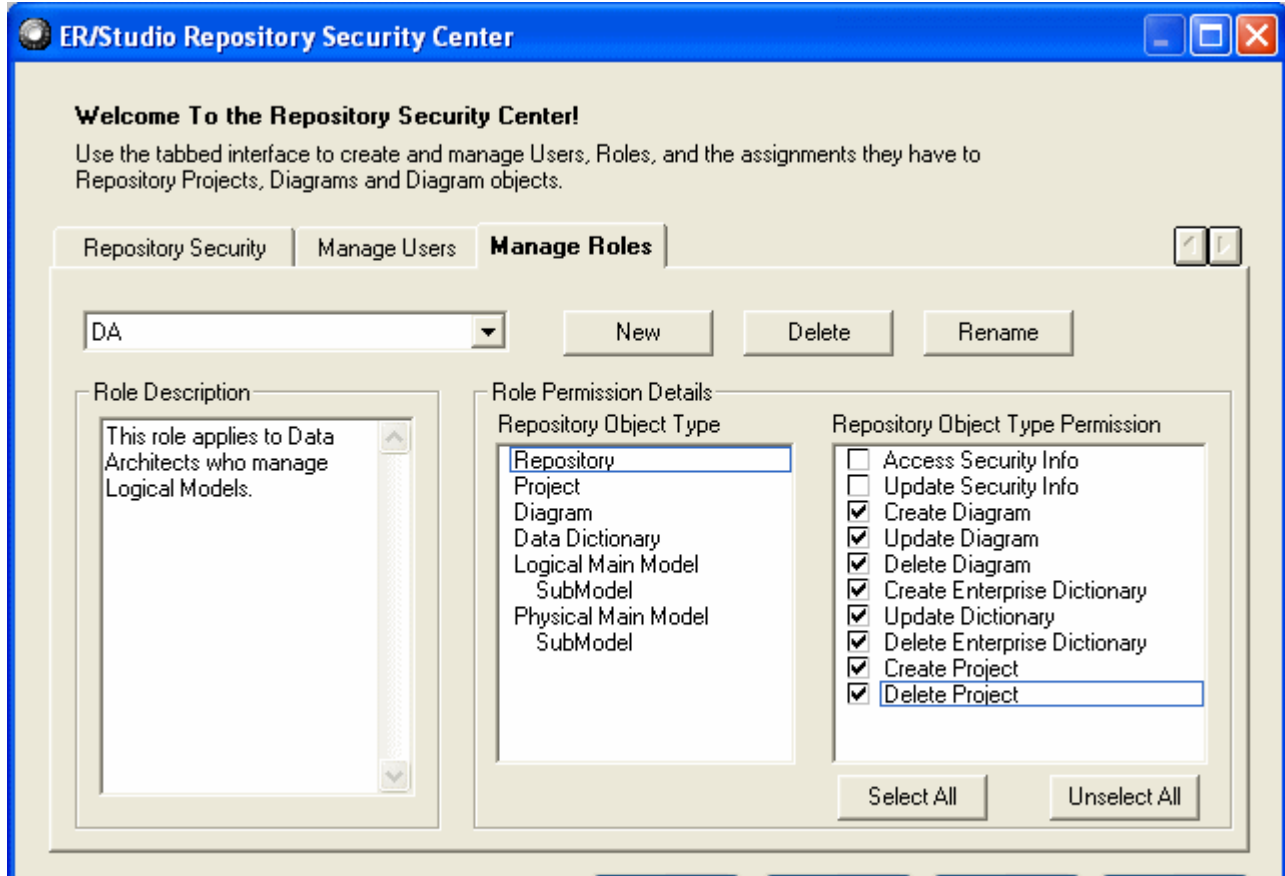 ER/Studio Repository Security Center
Welcome To the Repository Security Center!
Use the tabbed interface to create and manage Users, Roles, and the assignments they have to
Repository Projects, Diagrams and Diagram objects.
Repository Security
Manage Users
Manage Roles
DA
New
Delete
Rename
Role Description
This role applies to Data
Architects who manage
Logical Models.
Role Permission Details
Repository Object Type
Repository
Project
Diagram
Data Dictionary
Logical Main Model
SubModel
Physical Main Model
SubModel
Repository Object Type Permission
Access Security Info
Update Security Info
Create Diagram
Update Diagram
Delete Diagram
Create Enterprise Dictionary
Update Dictionary
Delete Enterprise Dictionary
Create Project
Delete Project
Select All
Unselect All